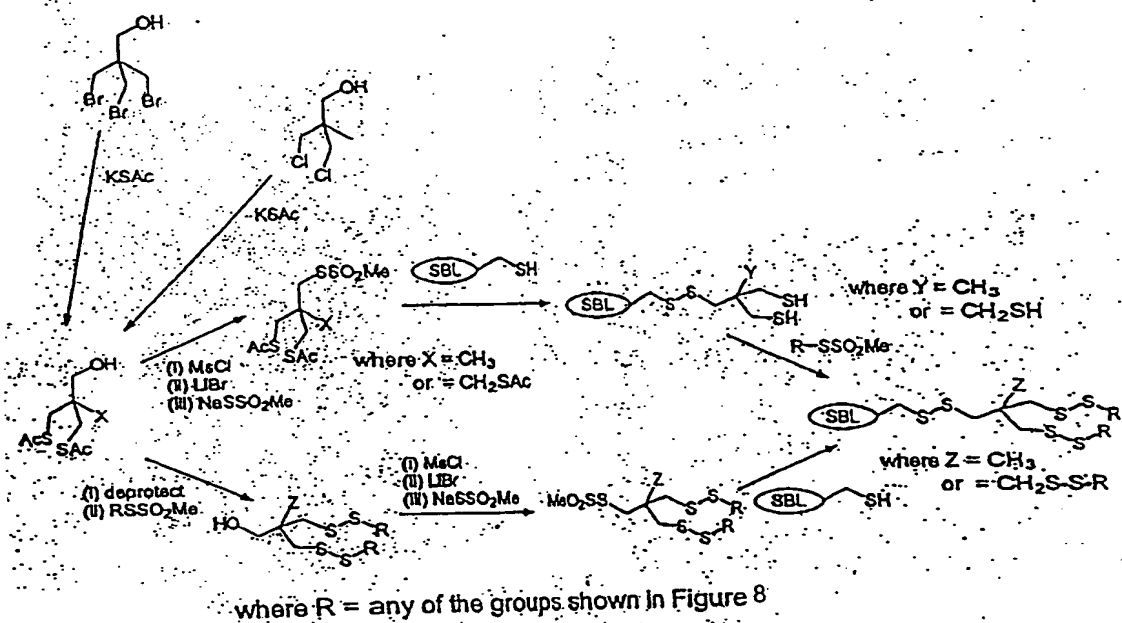 OH
Br
Br
Br
OH
Cl
Cl
KSAc
KSAc
SSO₂Me
SBL
SH
X
AcS
SAc
where X = CH₃
or = CH₂SAc
SBL
S
S
Y
SH
SH
where Y = CH₃
or = CH₂SH
R-SSO₂Me
OH
X
AcS
SAc
(i) MsCl
(ii) LiBr
(iii) NaSSO₂Me
SBL
S
S
Z
S
S
R
S
S
R
where Z = CH₃
or = CH₂S-S-R
(i) deprotect
(ii) RSSO₂Me
HO
Z
S
S
R
S
S
R
(i) MsCl
(ii) LiBr
(iii) NaSSO₂Me
MeO₂SS
Z
S
S
R
S
S
R
SBL
SH
where R = any of the groups shown in Figure 8